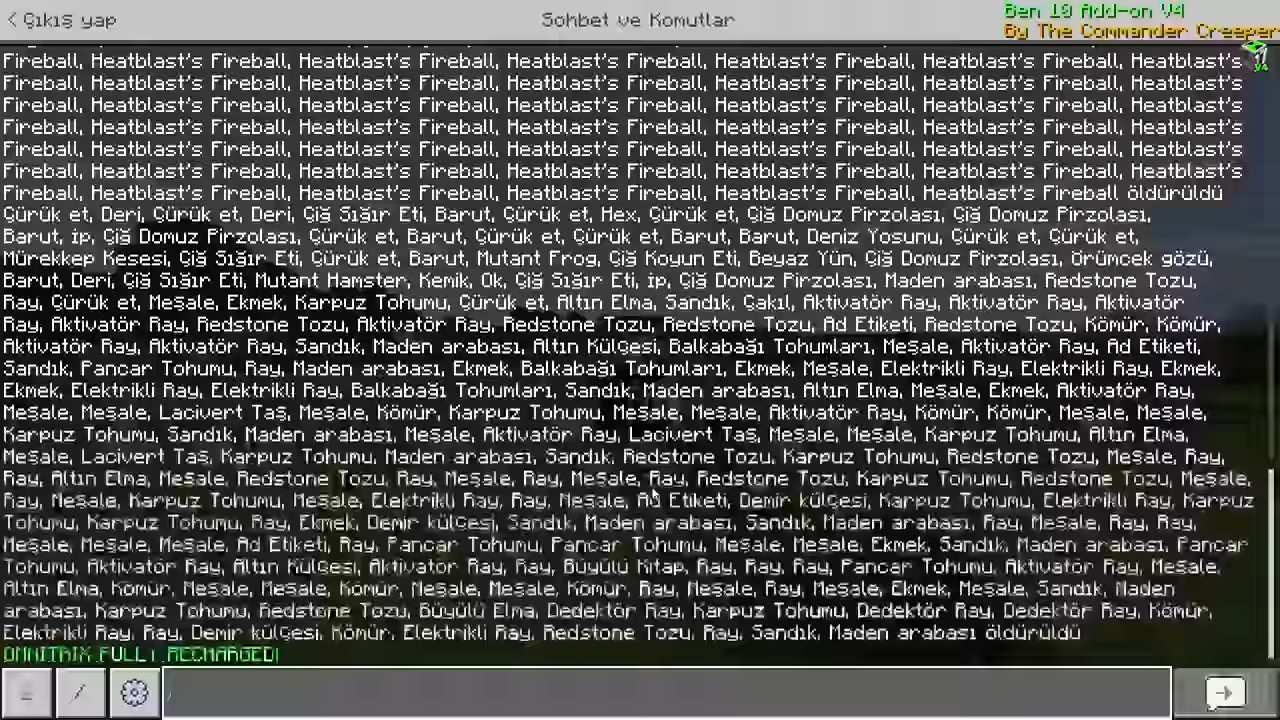 Çıkış yap
Sohbet ve Komutlar
Ben 10 Add-on V4
By The Commander Creeper
Fireball, Heatblast's Fireball, Heatblast's Fireball, Heatblast's Fireball, Heatblast's Fireball, Heatblast's Fireball, Heatblast's
Fireball, Heatblast's Fireball, Heatblast's Fireball, Heatblast's Fireball, Heatblast's Fireball, Heatblast's Fireball, Heatblast's
Fireball, Heatblast's Fireball, Heatblast's Fireball, Heatblast's Fireball, Heatblast's Fireball, Heatblast's Fireball, Heatblast's
Fireball, Heatblast's Fireball, Heatblast's Fireball, Heatblast's Fireball, Heatblast's Fireball, Heatblast's Fireball, Heatblast's
Fireball, Heatblast's Fireball, Heatblast's Fireball, Heatblast's Fireball, Heatblast's Fireball, Heatblast's Fireball, Heatblast's
Fireball, Heatblast's Fireball, Heatblast's Fireball, Heatblast's Fireball, Heatblast's Fireball, Heatblast's Fireball, Heatblast's
Fireball, Heatblast's Fireball, Heatblast's Fireball, Heatblast's Fireball, Heatblast's Fireball, Heatblast's Fireball öldürüldü
Çürük et, Deri, Çürük et, Deri, Çiğ Sığır Eti, Barut, Çürük et, Hex, Çürük et, Çiğ Domuz Pirzolası, Çiğ Domuz Pirzolası,
Barut, ip, Çiğ Domuz Pirzolası, Çürük et, Barut, Çürük et, Çürük et, Barut, Barut, Deniz Yosunu, Çürük et, Çürük et,
Mürekkep Kesesi, Çiğ Sığır Eti, Çürük et, Barut, Mutant Frog, Çiğ Koyun Eti, Beyaz Yün, Çiğ Domuz Pirzolası, örümcek gözü,
Barut, Deri, Çiğ Sığır Eti, Mutant Hamster, Kemik, Ok, Çiğ Sığır Eti, ip, Çiğ Domuz Pirzolası, Maden arabası, Redstone Tozu,
Ray, Çürük et, Meşale, Ekmek, Karpuz Tohumu, Çürük et, Altın Elma, Sandık, Çakıl, Aktivatör Ray, Aktivatör Ray, Aktivatör
Ray, Aktivatör Ray, Redstone Tozu, Aktivatör Ray, Redstone Tozu, Redstone Tozu, Ad Etiketi, Redstone Tozu, Kömür, Kömür,
Aktivatör Ray, Aktivatör Ray, Sandık, Maden arabası, Altın Külçesi, Balkabağı Tohumları, Meşale, Aktivatör Ray, Ad Etiketi,
Sandık, Pancar Tohumu, Ray, Maden arabası, Ekmek, Balkabağı Tohumları, Ekmek, Meşale, Elektrikli Ray, Elektrikli Ray, Ekmek,
Ekmek, Elektrikli Ray, Elektrikli Ray, Balkabağı Tohumları, Sandık, Maden arabası, Altın Elma, Meşale, Ekmek, Aktivatör Ray,
Meşale, Meşale, Lacivert Taş, Meşale, Kömür, Karpuz Tohumu, Meşale, Meşale, Aktivatör Ray, Kömür, Kömür, Meşale, Meşale,
Karpuz Tohumu, Sandık, Maden arabası, Meşale, Aktivatör Ray, Lacivert Taş, Meşale, Meşale, Karpuz Tohumu, Altın Elma,
Meşale, Lacivert Taş, Karpuz Tohumu, Maden arabası, Sandık, Redstone Tozu, Karpuz Tohumu, Redstone Tozu, Meşale, Ray,
Ray, Altın Elma, Meşale, Redstone Tozu, Ray, Meşale, Ray, Meşale, Ray, Redstone Tozu, Karpuz Tohumu, Redstone Tozu, Meşale,
Ray, Meşale, Karpuz Tohumu, Meşale, Elektrikli Ray, Ray, Meşale, Ad Etiketi, Demir külçesi, Karpuz Tohumu, Elektrikli Ray, Karpuz
Tohumu, Karpuz Tohumu, Ray, Ekmek, Demir külçesi, Sandık, Maden arabası, Sandık, Maden arabası, Ray, Meşale, Ray, Ray,
Meşale, Meşale, Meşale, Ad Etiketi, Ray, Pancar Tohumu, Pancar Tohumu, Meşale, Meşale, Ekmek, Sandık, Maden arabası, Pancar
Tohumu, Aktivatör Ray, Altın Külçesi, Aktivatör Ray, Ray, Büyülü Kitap, Ray, Ray, Ray, Pancar Tohumu, Aktivatör Ray, Meşale,
Altın Elma, Kömür, Meşale, Meşale, Kömür, Meşale, Meşale, Kömür, Ray, Meşale, Ray, Meşale, Ekmek, Meşale, Sandık, Maden
arabası, Karpuz Tohumu, Redstone Tozu, Büyülü Elma, Dedektör Ray, Karpuz Tohumu, Dedektör Ray, Dedektör Ray, Kömür,
Elektrikli Ray, Ray, Demir külçesi, Kömür, Elektrikli Ray, Redstone Tozu, Ray, Sandık, Maden arabası öldürüldü